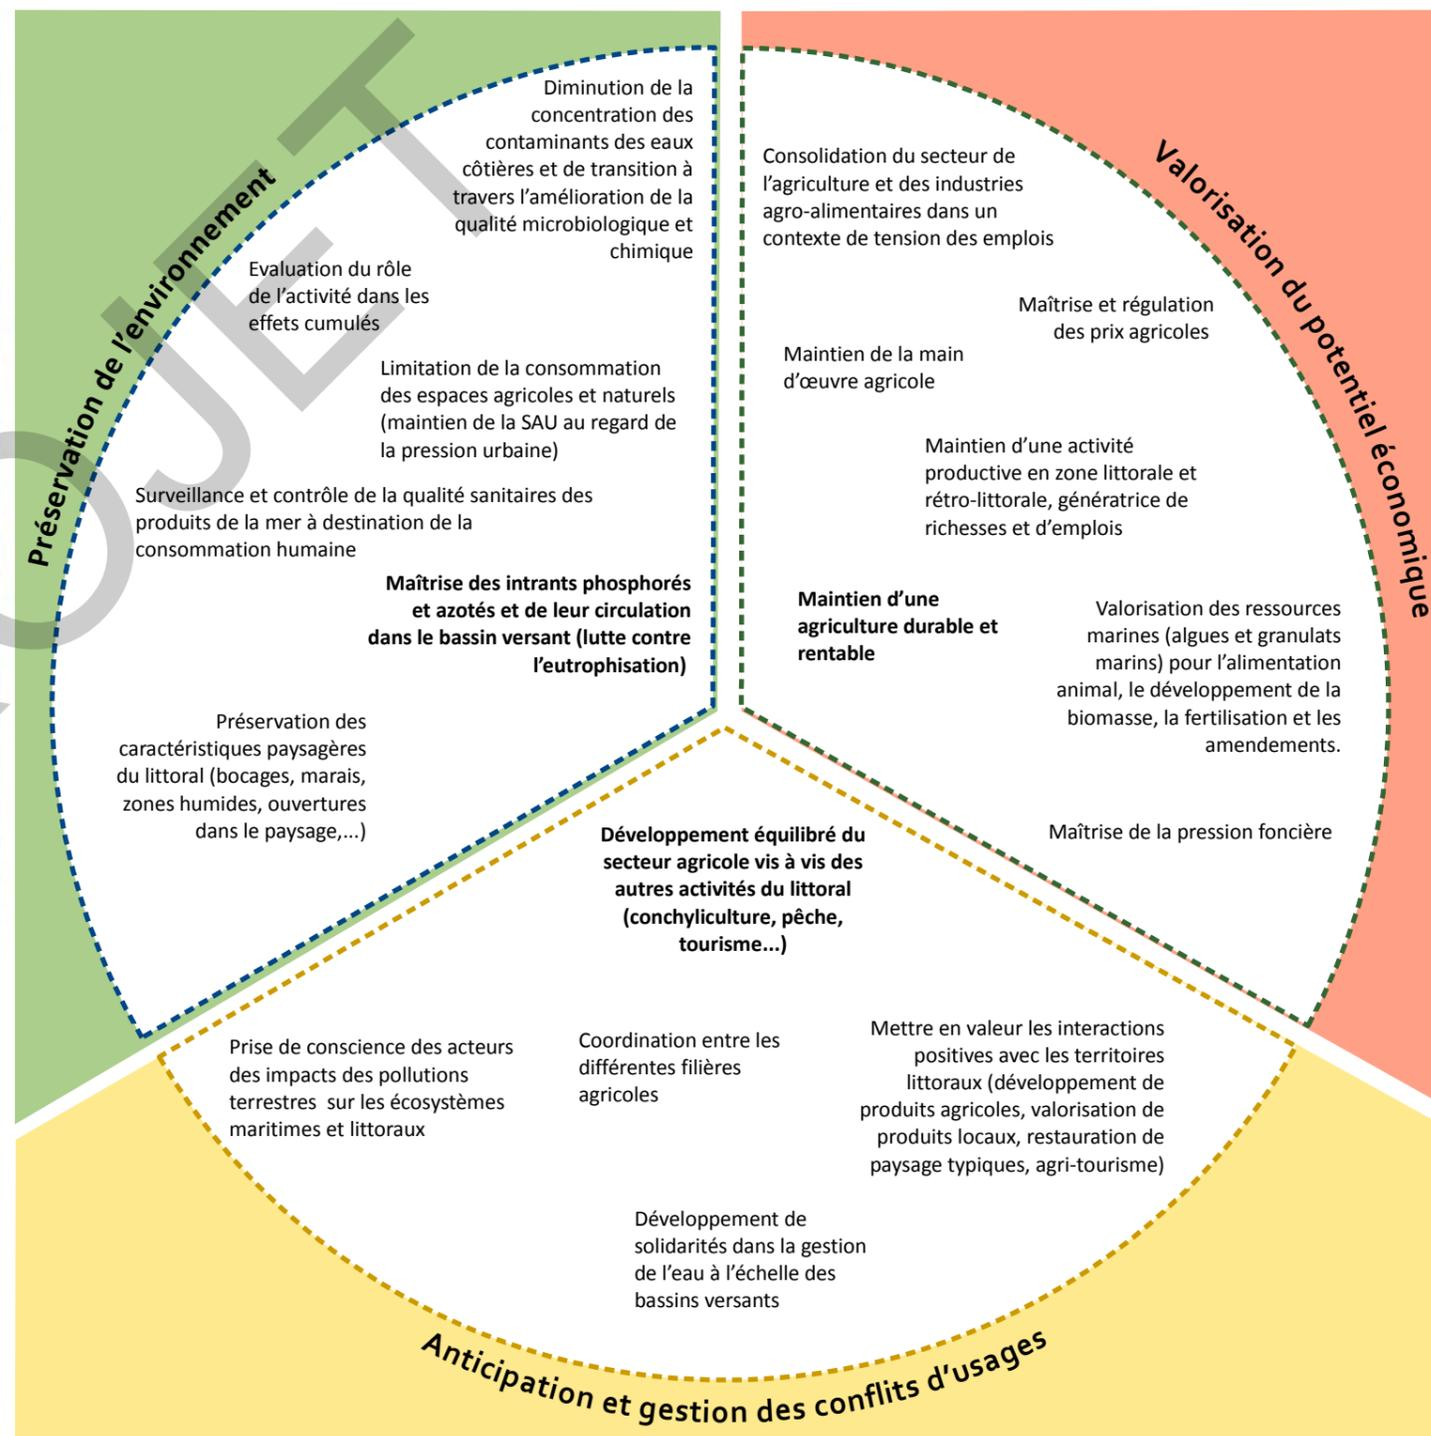 Préservation de l’environnement
Diminution de la
concentration des
contaminants des eaux
côtières et de transition à
travers l’amélioration de la
qualité microbiologique et
chimique
Evaluation du rôle
de l’activité dans les
effets cumulés
Limitation de la consommation
des espaces agricoles et naturels
(maintien de la SAU au regard de
la pression urbaine)
Surveillance et contrôle de la qualité sanitaires des
produits de la mer à destination de la
consommation humaine
Maîtrise des intrants phosphorés
et azotés et de leur circulation
dans le bassin versant (lutte contre
l’eutrophisation)
Préservation des
caractéristiques paysagères
du littoral (bocages, marais,
zones humides, ouvertures
dans le paysage,...)
Valorisation du potentiel économique
Consolidation du secteur de
l’agriculture et des industries
agro-alimentaires dans un
contexte de tension des emplois
Maîtrise et régulation
des prix agricoles
Maintien de la main
d’œuvre agricole
Maintien d’une activité
productive en zone littorale et
rétro-littorale, génératrice de
richesses et d’emplois
Maintien d’une
agriculture durable et
rentable
Valorisation des ressources
marines (algues et granulats
marins) pour l’alimentation
animal, le développement de la
biomasse, la fertilisation et les
amendements.
Maîtrise de la pression foncière
Développement équilibré du
secteur agricole vis à vis des
autres activités du littoral
(conchyliculture, pêche,
tourisme...)
Prise de conscience des acteurs
des impacts des pollutions
terrestres sur les écosystèmes
maritimes et littoraux
Coordination entre les
différentes filières
agricoles
Mettre en valeur les interactions
positives avec les territoires
littoraux (développement de
produits agricoles, valorisation de
produits locaux, restauration de
paysage typiques, agri-tourisme)
Développement de
solidarités dans la gestion
de l’eau à l’échelle des
bassins versants
Anticipation et gestion des conflits d’usages
OJET